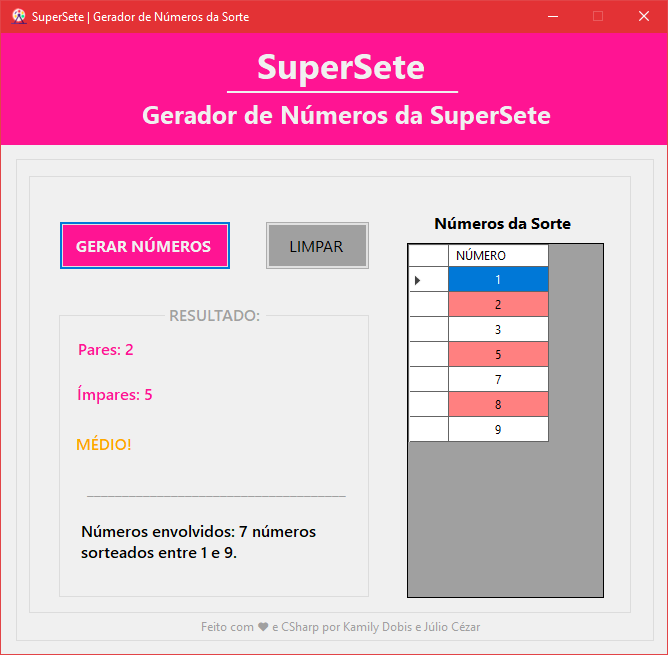 SuperSete | Gerador de Números da Sorte
SuperSete
Gerador de Números da SuperSete
GERAR NÚMEROS
LIMPAR
RESULTADO:
Pares: 2
Ímpares: 5
MÉDIO!
Números envolvidos: 7 números
sorteados entre 1 e 9.
Números da Sorte
NÚMERO
1
2
3
5
7
8
9
Feito com ❤ e CSharp por Kamily Dobis e Júlio Cézar